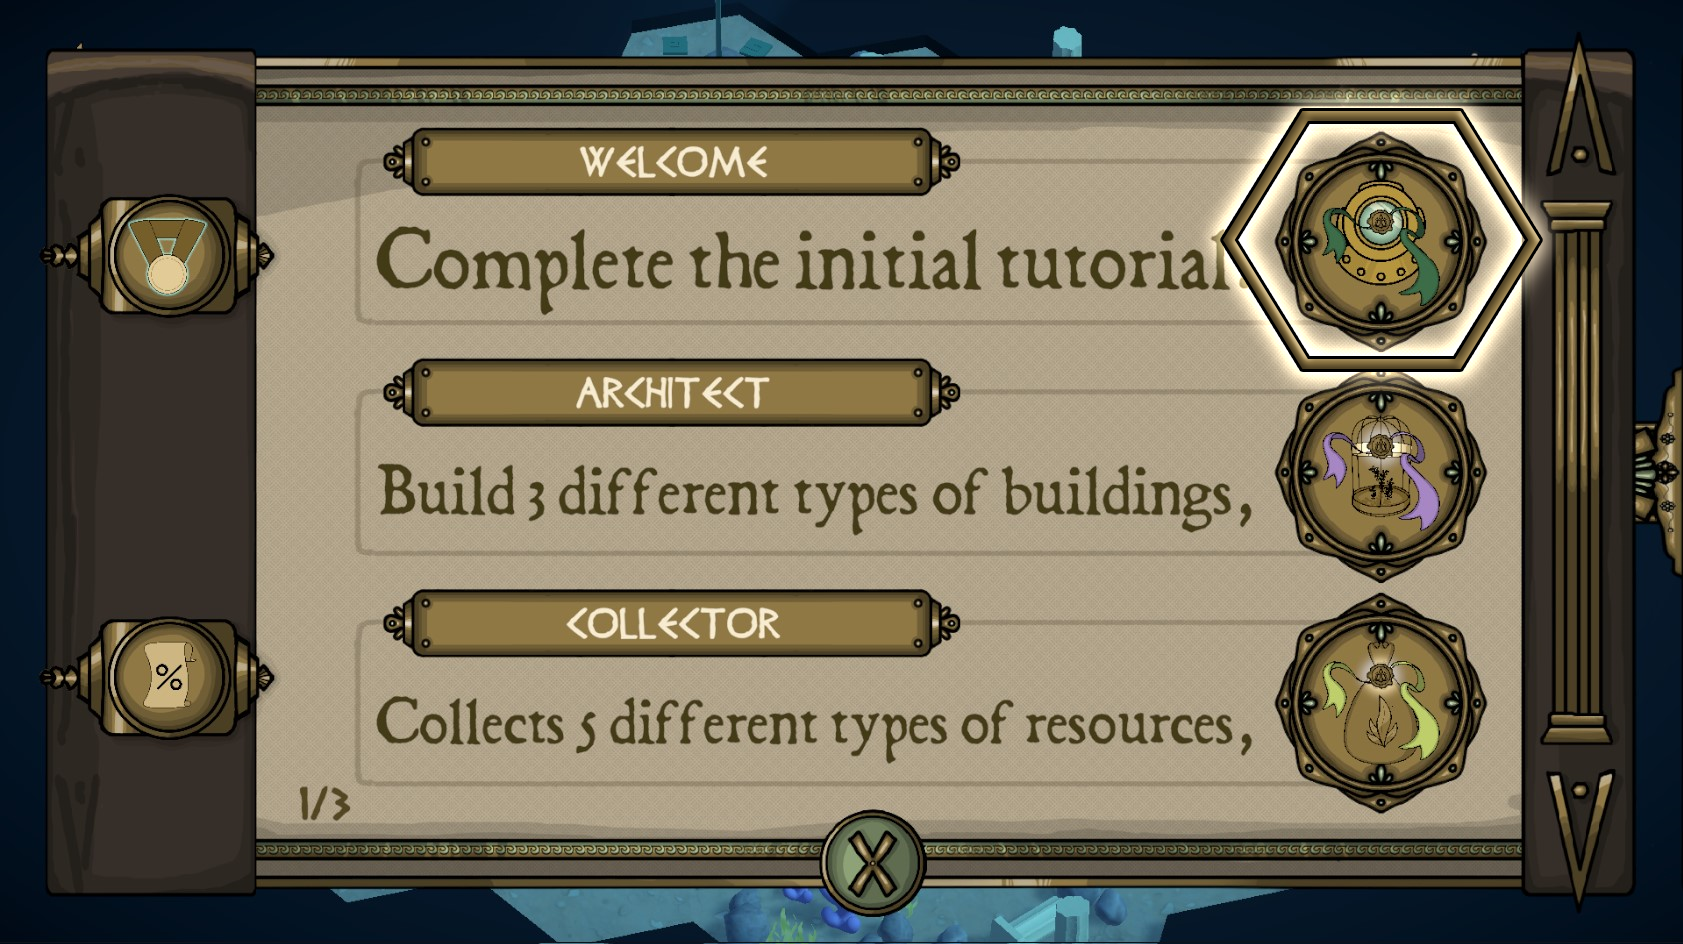 WELCOME
Complete the initial tutorial.
ARCHITECT
Build 3 different types of buildings,
COLLECTOR
Collects 5 different types of resources,
1/3
%
X